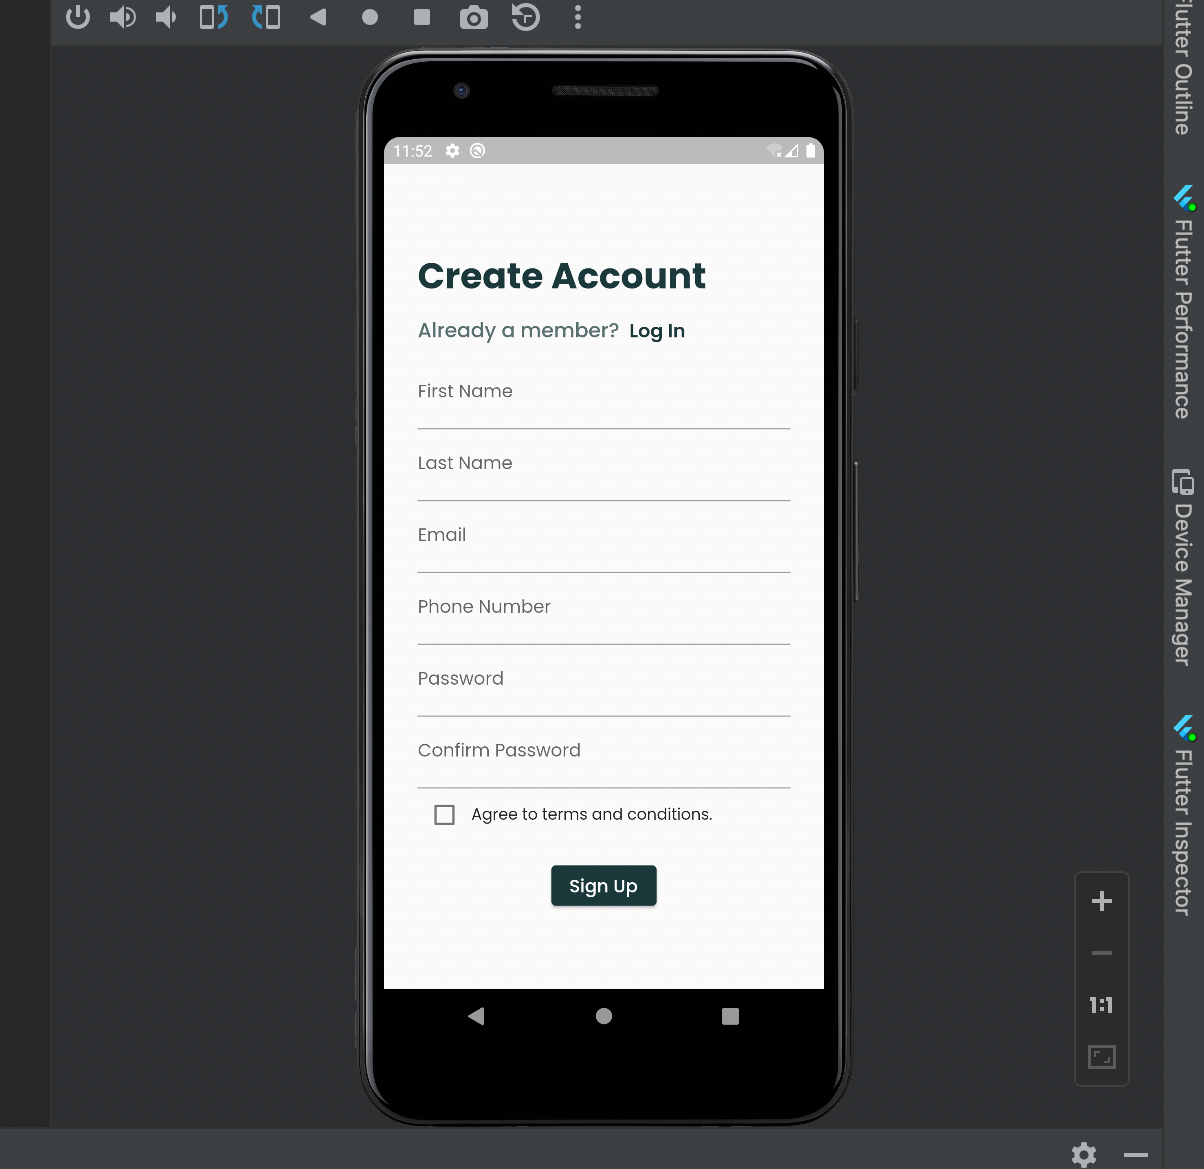 11:52
Create Account
Already a member? Log In
First Name
Last Name
Email
Phone Number
Password
Confirm Password
Agree to terms and conditions.
Sign Up
Flutter Outline
Flutter Performance
Device Manager
Flutter Inspector
1:1